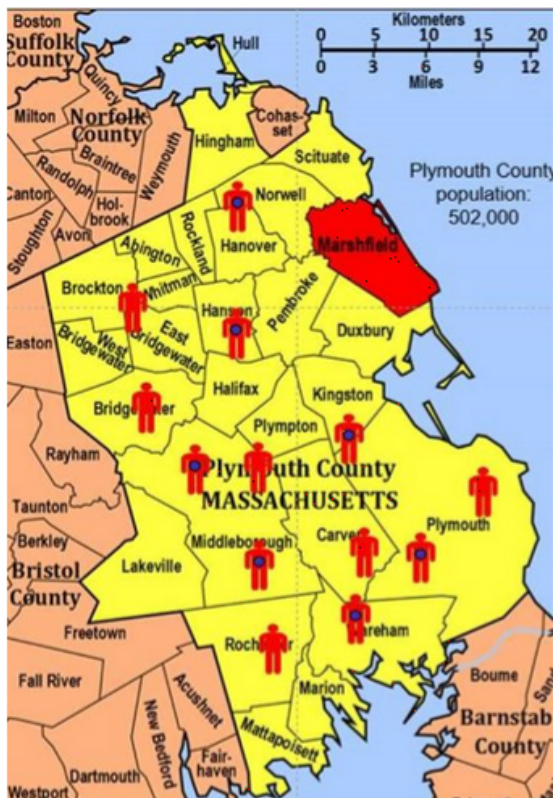 Boston
Suffolk
County
Hull
Kilometers
0 5 10 15 20
0 3 6 9 12
Miles
Quincy
Milton
Norfolk
County
Cohas-
set
Hingham
Weymouth
Braintree
Randolph
Scituate
Canton
Hol-
brook
Plymouth County
population:
502,000
Stoughton
Avon
Norwell
Rockland
Hanover
Abington
Marshfield
Whitman
Brockton
Pembroke
Hanson
East
Bridgewater
West
Bridgewater
Duxbury
Easton
Halifax
Kingston
Bridgewater
Plympton
Rayham
Plymouth County
MASSACHUSETTS
Taunton
Plymouth
Carver
Middleborough
Lakeville
Berkley
Bristol
County
Wareham
Freetown
Rochester
Fall River
Marion
Bourne
Acushnet
Mattapoisett
Barnstab
County
New Bedford
Fair-
haven
Dartmouth
Westport